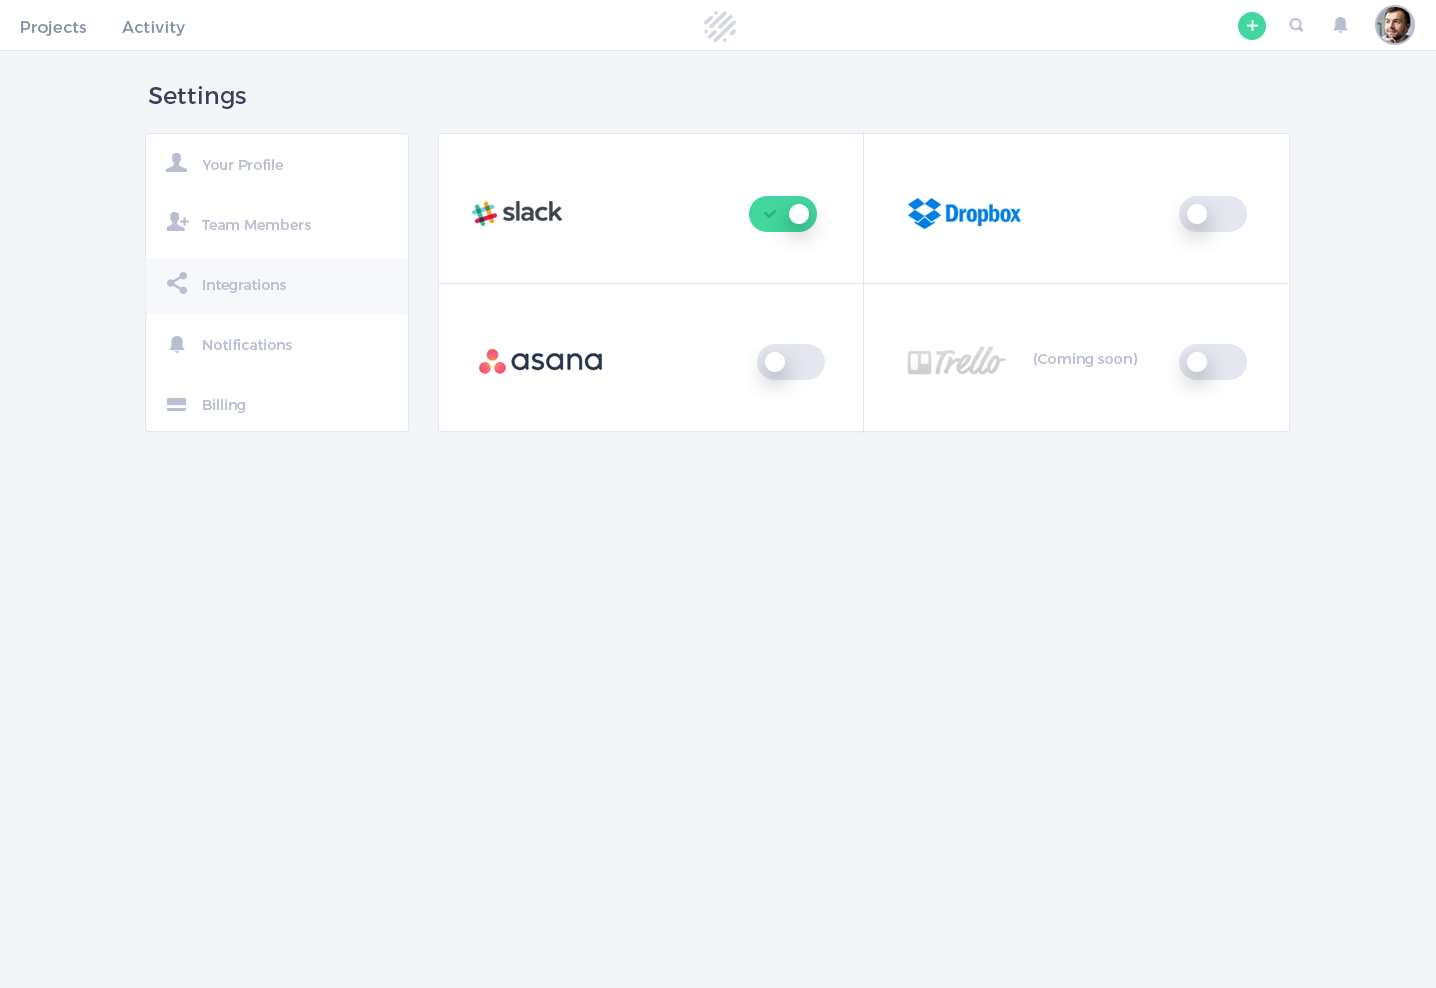 Projects
Activity
Settings
Your Profile
Team Members
Integrations
Notifications
Billing
slack
Dropbox
asana
Trello
(Coming soon)